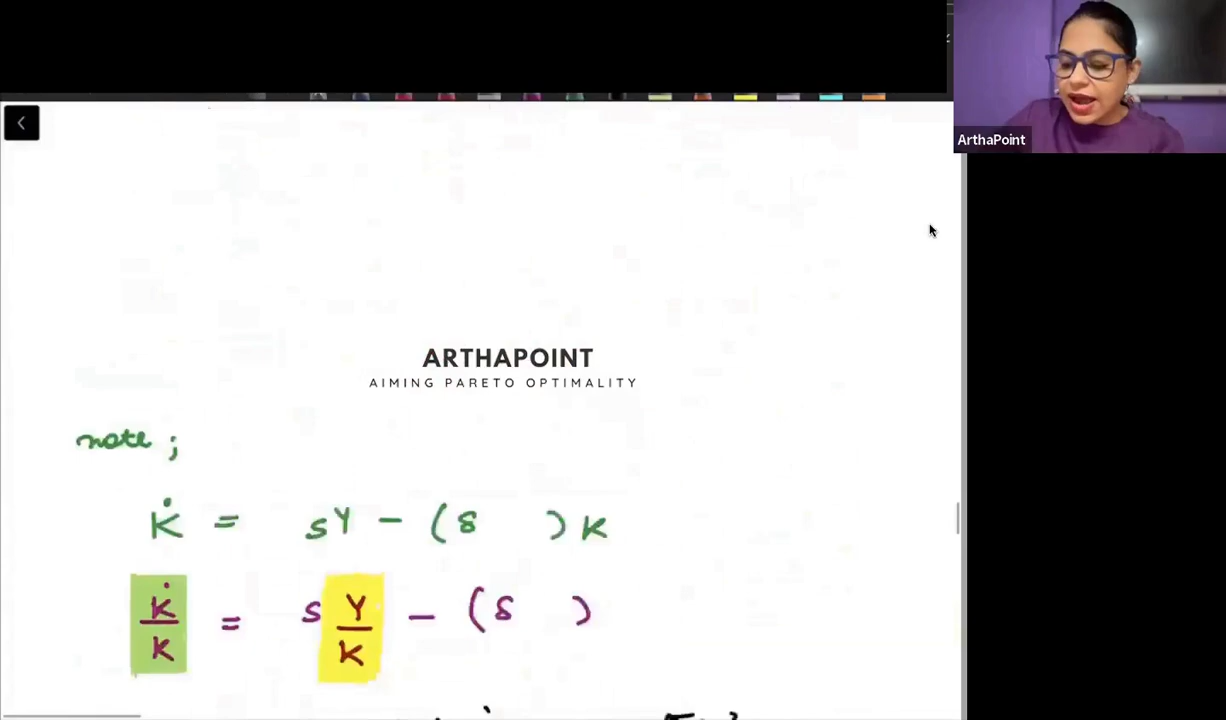 ArthaPoint
ARTHAPOINT
AIMING PARETO OPTIMALITY
note ;
K̇ = sY - (δ ) K
K̇/K = s Y/K - (δ )